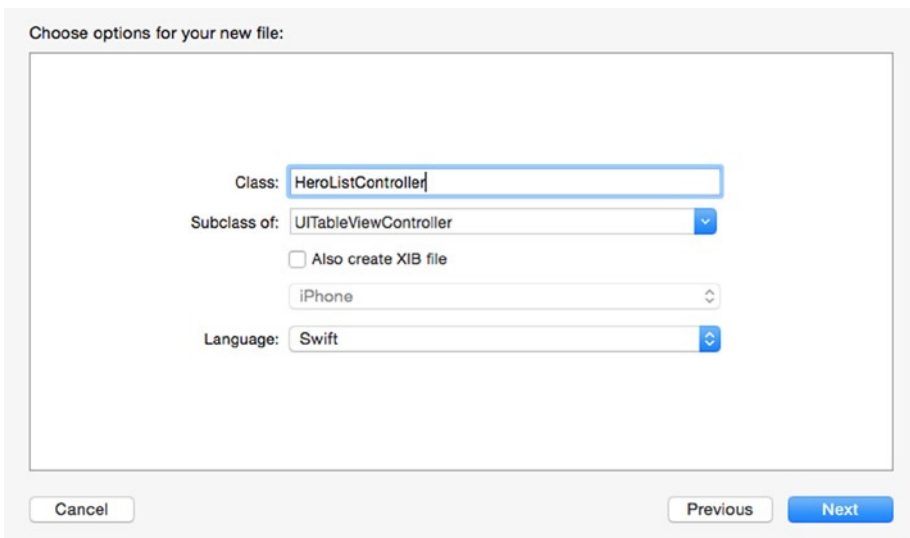 Choose options for your new file:
Class: HeroListController
Subclass of: UITableViewController
Also create XIB file
iPhone
Language: Swift
Cancel Previous Next